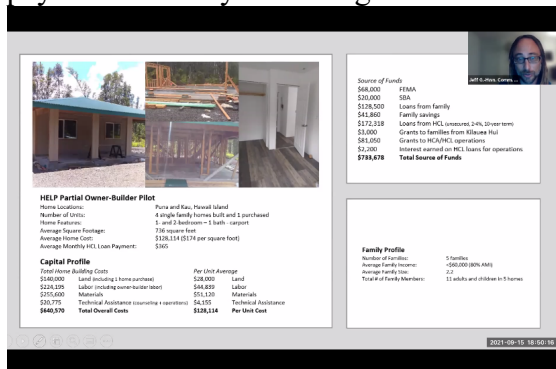 HELP Partial Owner-Builder Pilot
Home Locations: Puna and Kau, Hawaii Island
Number of Units: 4 single family homes built and 1 purchased
Home Features: 1- and 2-bedroom – 1 bath - carport
Average Square Footage: 736 square feet
Average Home Cost: $128,114 ($174 per square foot)
Average Monthly HCL Loan Payment: $365
Capital Profile
Total Home Building Costs Per Unit Average
$140,000 Land (including 1 home purchase) $28,000 Land
$224,195 Labor (including owner-builder labor) $44,839 Labor
$255,600 Materials $51,120 Materials
$20,775 Technical Assistance (counseling + operations) $4,155 Technical Assistance
$640,570 Total Overall Costs $128,114 Per Unit Cost
Source of Funds
$68,000 FEMA
$20,000 SBA
$128,500 Loans from family
$41,860 Family savings
$172,318 Loans from HCL (unsecured, 2-4%, 10-year term)
$3,000 Grants to families from Kilauea Hui
$81,050 Grants to HCA/HCL operations
$2,200 Interest earned on HCL loans for operations
$733,678 Total Source of Funds
Family Profile
Number of Families: 5 families
Average Family Income: <$60,000 (80% AMI)
Average Family Size: 2.2
Total # of Family Members: 11 adults and children in 5 homes
2021-09-15 18:50:16